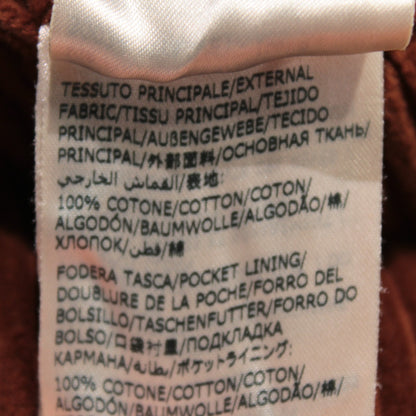 TESSUTO PRINCIPALE/EXTERNAL
FABRIC/TISSU PRINCIPAL/TEJIDO
PRINCIPAL/AUßENGEWEBE/TECIDO
PRINCIPAL/外部面料/ОСНОВНАЯ ТКАНЬ/
القماش الخارجي/表地:
100% COTONE/COTTON/COTON/
ALGODÓN/BAUMWOLLE/ALGODÃO/棉/
ХЛОПОК/قطن/綿
FODERA TASCA/POCKET LINING/
DOUBLURE DE LA POCHE/FORRO DEL
BOLSILLO/TASCHENFUTTER/FORRO DO
BOLSO/口袋衬里/ПОДКЛАДКА
КАРМАНА/بطانه/ポケットライニング:
100% COTONE/COTTON/COTON/
ALGODÓN/BAUMWOLLE/ALGODÃO/棉/